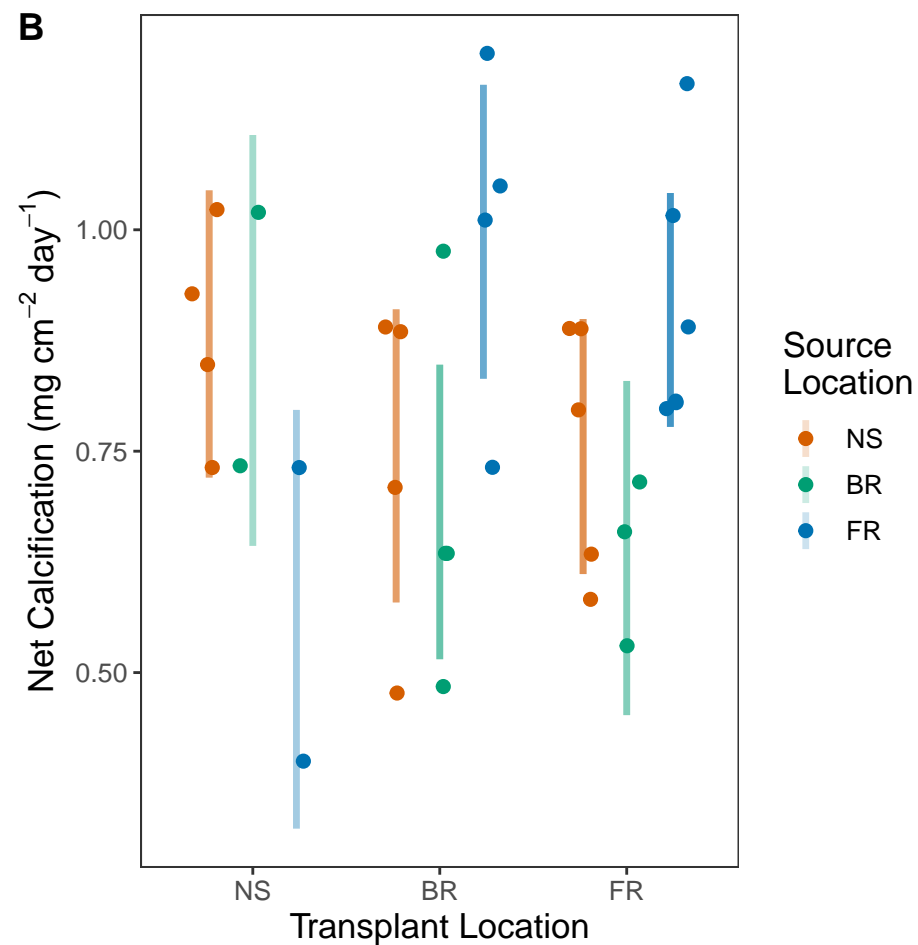 B
Net Calcification (mg cm⁻² day⁻¹)
1.00
0.75
0.50
NS BR FR
Transplant Location
Source
Location
NS
BR
FR